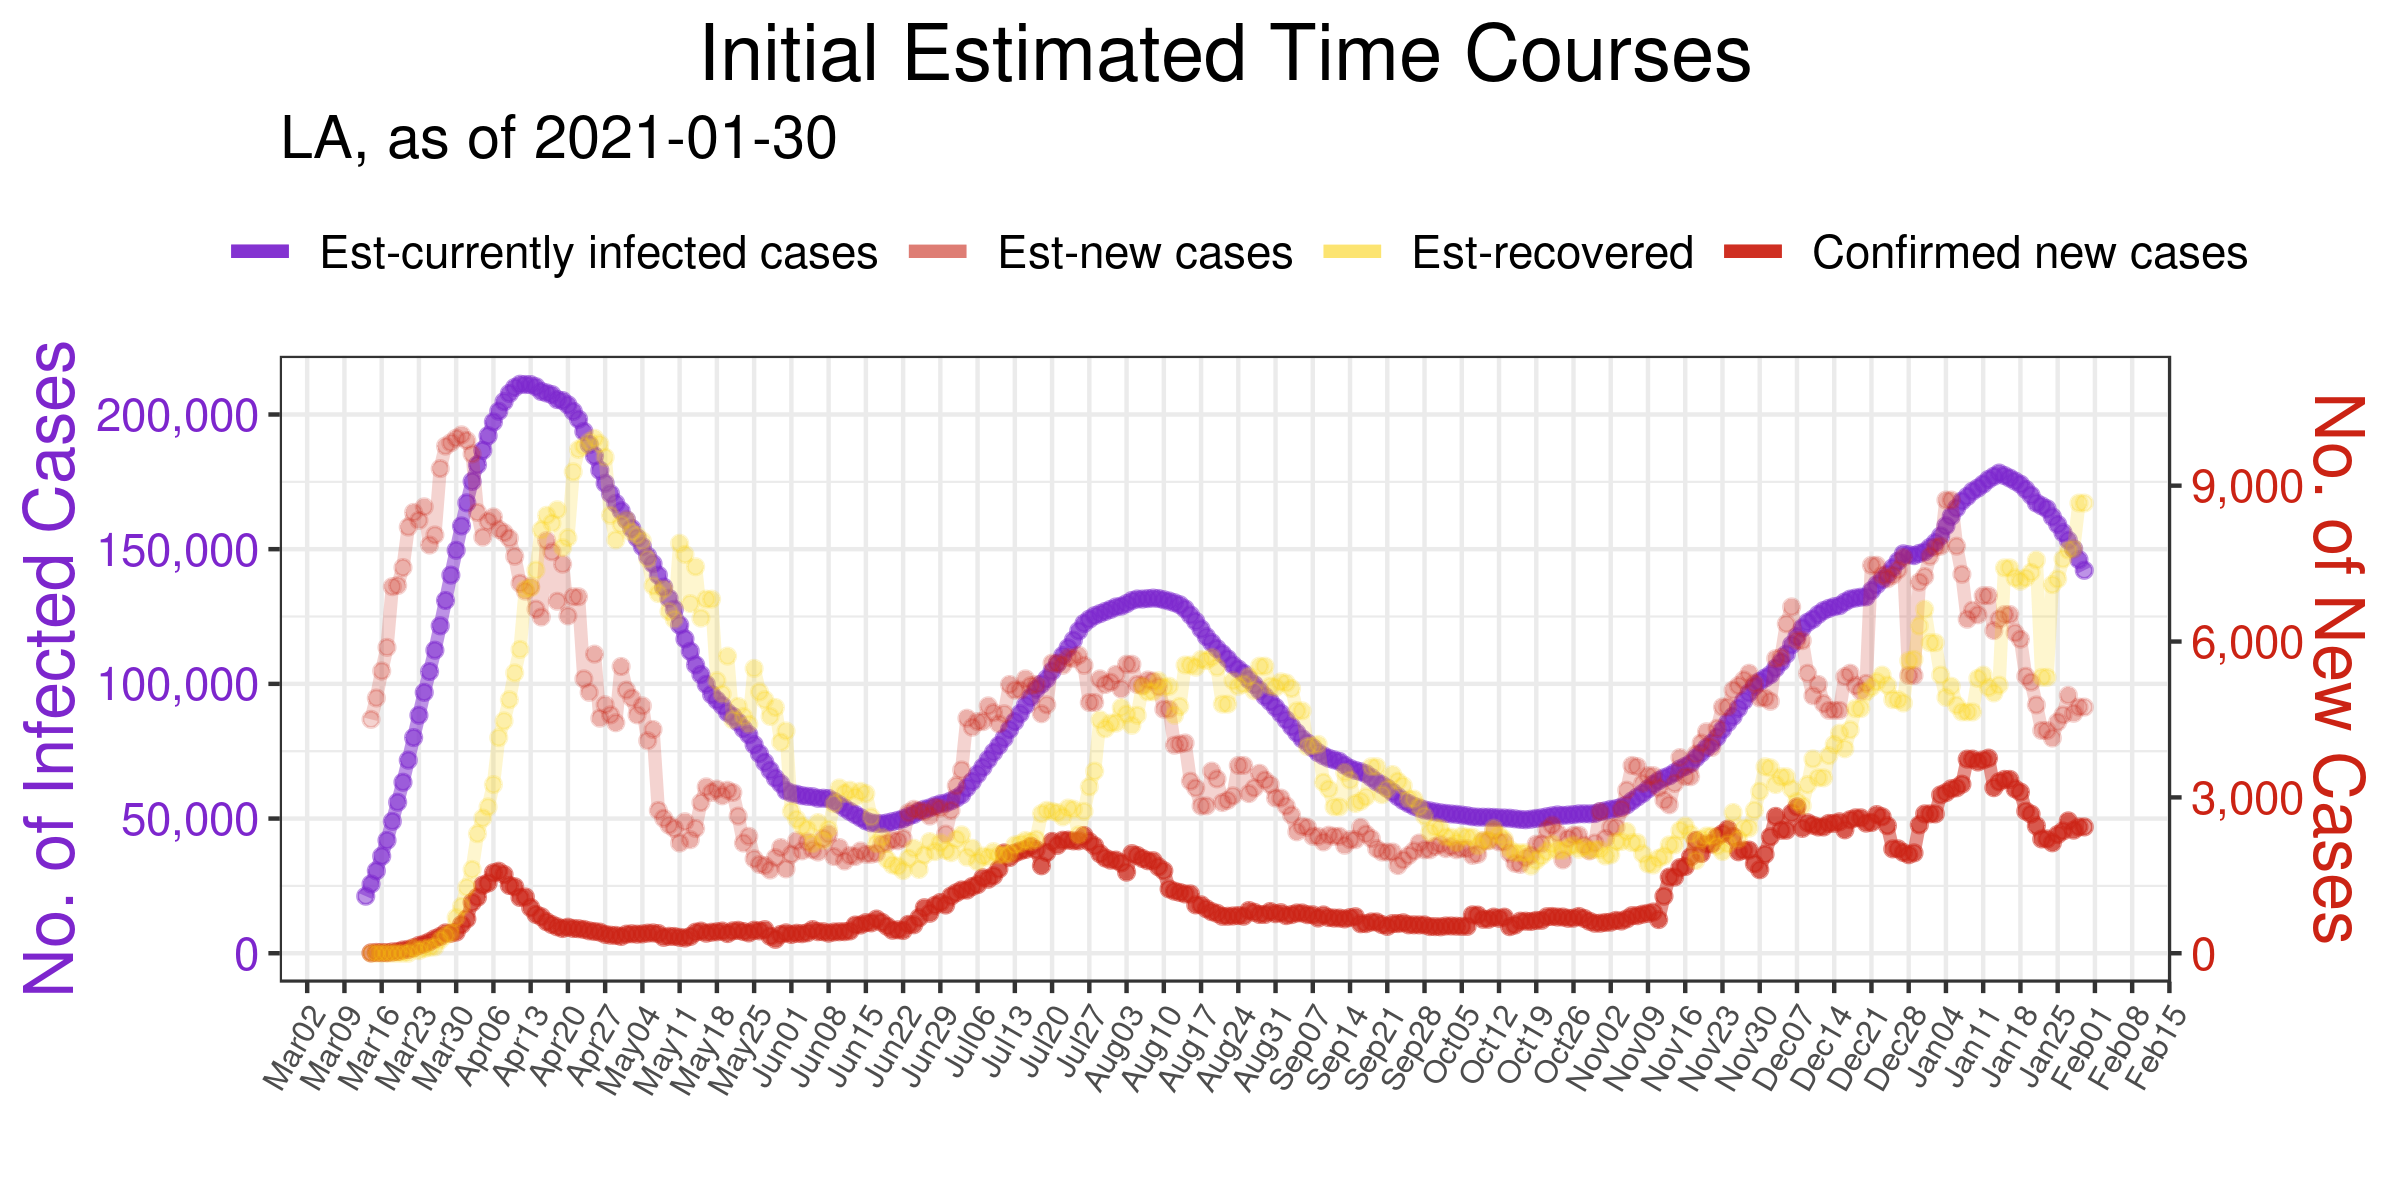 Initial Estimated Time Courses
LA, as of 2021-01-30
Est-currently infected cases Est-new cases Est-recovered Confirmed new cases
No. of Infected Cases
200,000
150,000
100,000
50,000
0
No. of New Cases
9,000
6,000
3,000
0
Mar02 Mar09 Mar16 Mar23 Mar30 Apr06 Apr13 Apr20 Apr27 May04 May11 May18 May25 Jun01 Jun08 Jun15 Jun22 Jun29 Jul06 Jul13 Jul20 Jul27 Aug03 Aug10 Aug17 Aug24 Aug31 Sep07 Sep14 Sep21 Sep28 Oct05 Oct12 Oct19 Oct26 Nov02 Nov09 Nov16 Nov23 Nov30 Dec07 Dec14 Dec21 Dec28 Jan04 Jan11 Jan18 Jan25 Feb01 Feb08 Feb15